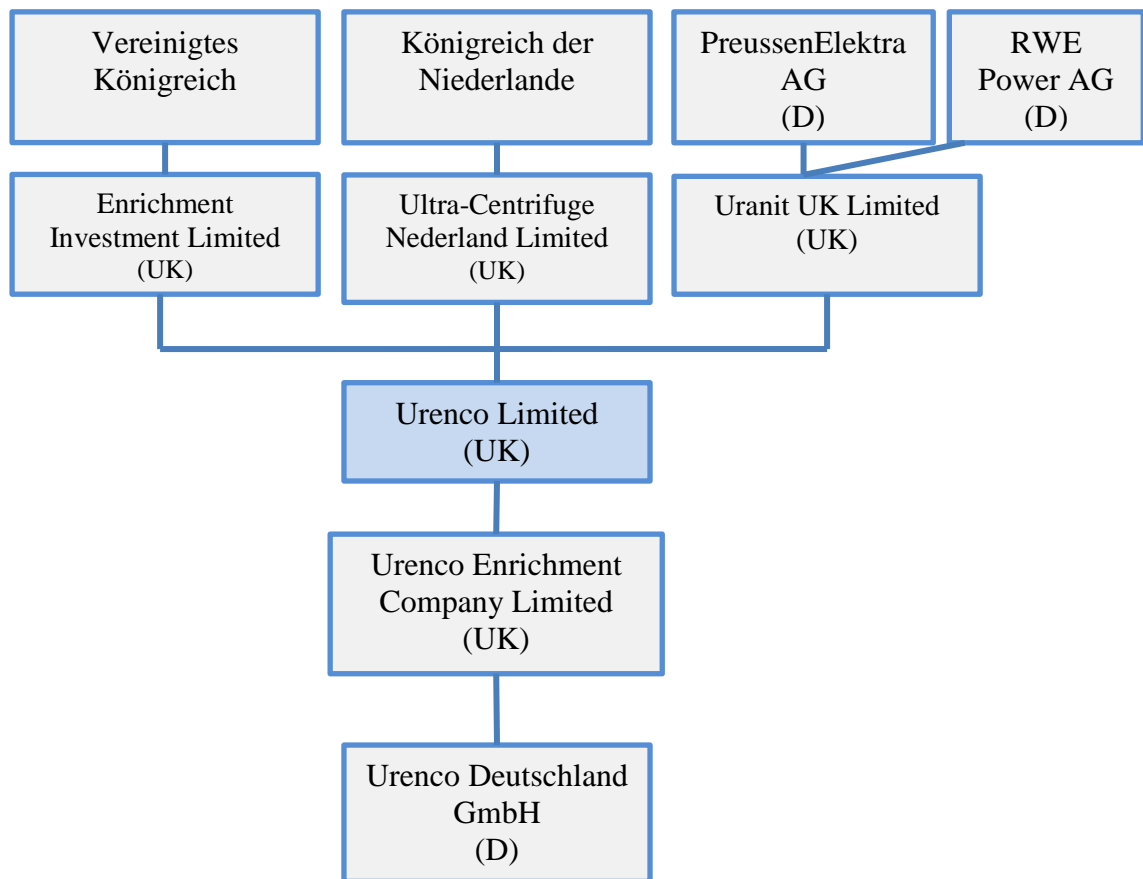 Vereinigtes
Königreich
Königreich der
Niederlande
PreussenElektra
AG
(D)
RWE
Power AG
(D)
Enrichment
Investment Limited
(UK)
Ultra-Centrifuge
Nederland Limited
(UK)
Uranit UK Limited
(UK)
Urenco Limited
(UK)
Urenco Enrichment
Company Limited
(UK)
Urenco Deutschland
GmbH
(D)